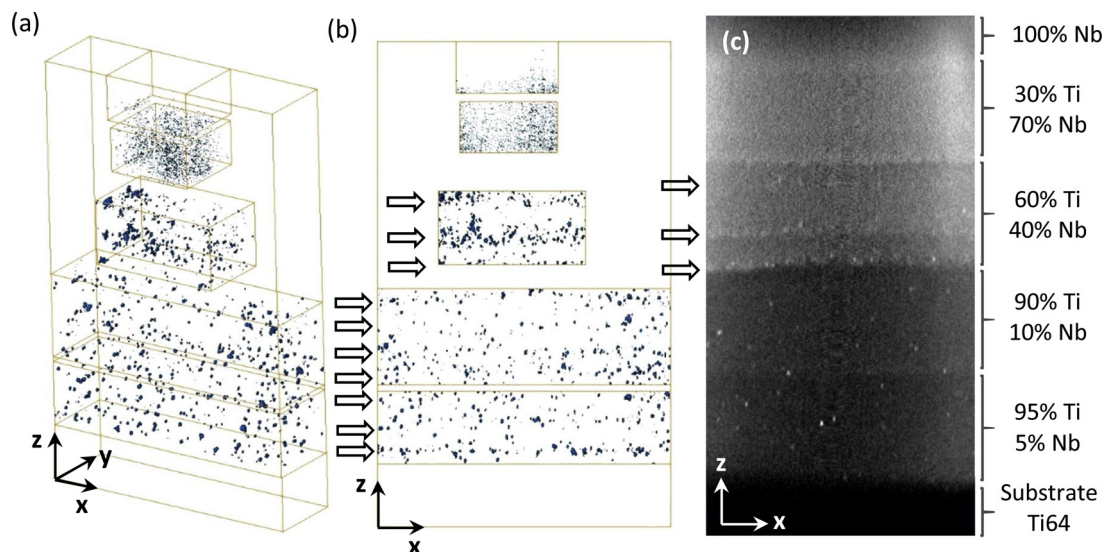 (a)
(b)
(c)
100% Nb
30% Ti
70% Nb
60% Ti
40% Nb
90% Ti
10% Nb
95% Ti
5% Nb
Substrate
Ti64
z
y
x
z
x
z
x